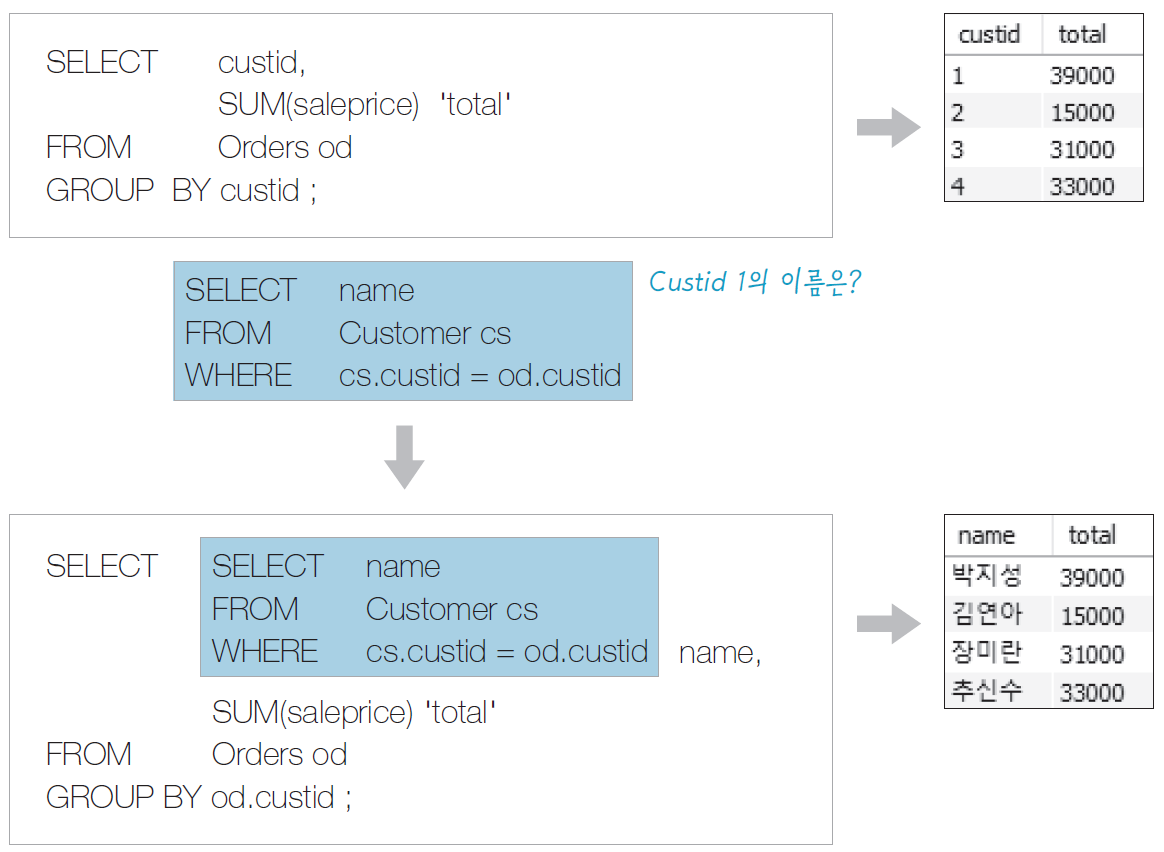 SELECT custid,
SUM(saleprice) 'total'
FROM Orders od
GROUP BY custid ;
custid total
1 39000
2 15000
3 31000
4 33000
SELECT name
FROM Customer cs
WHERE cs.custid = od.custid
Custid 1의 이름은?
SELECT SELECT name
FROM Customer cs
WHERE cs.custid = od.custid name,
SUM(saleprice) 'total'
FROM Orders od
GROUP BY od.custid ;
name total
박지성 39000
김연아 15000
장미란 31000
추신수 33000